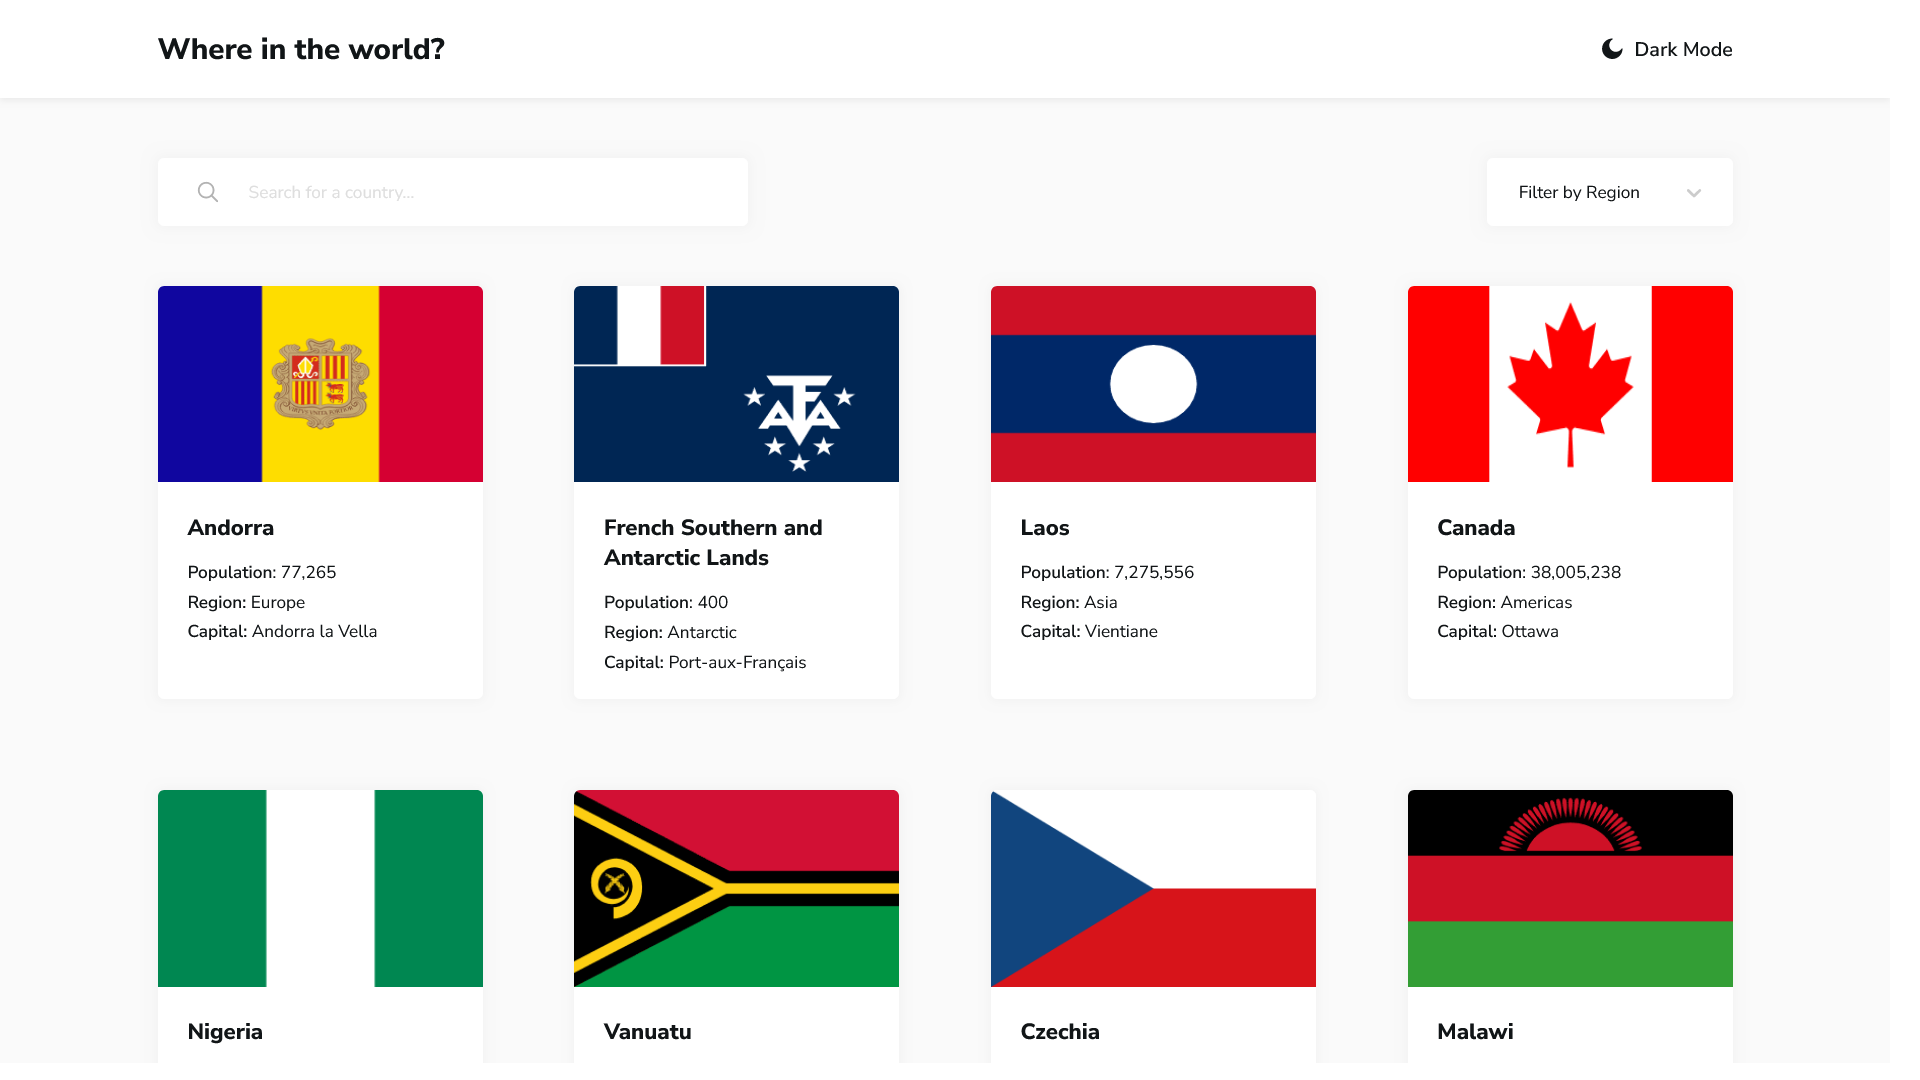 Where in the world?
Dark Mode
Search for a country...
Filter by Region
Andorra
Population: 77,265
Region: Europe
Capital: Andorra la Vella
French Southern and
Antarctic Lands
Population: 400
Region: Antarctic
Capital: Port-aux-Français
Laos
Population: 7,275,556
Region: Asia
Capital: Vientiane
Canada
Population: 38,005,238
Region: Americas
Capital: Ottawa
Nigeria
Vanuatu
Czechia
Malawi